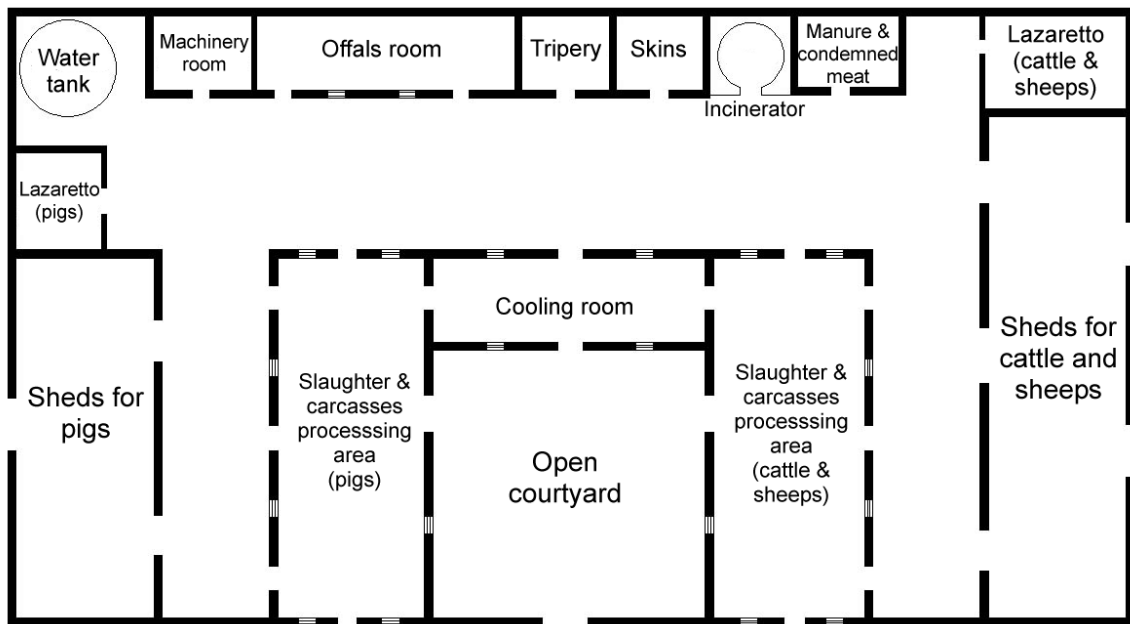 Water
tank
Machinery
room
Offals room
Tripery
Skins
Incinerator
Manure &
condemned
meat
Lazaretto
(cattle &
sheeps)
Lazaretto
(pigs)
Sheds for
pigs
Slaughter &
carcasses
processsing
area
(pigs)
Cooling room
Open
courtyard
Slaughter &
carcasses
processsing
area
(cattle &
sheeps)
Sheds for
cattle and
sheeps